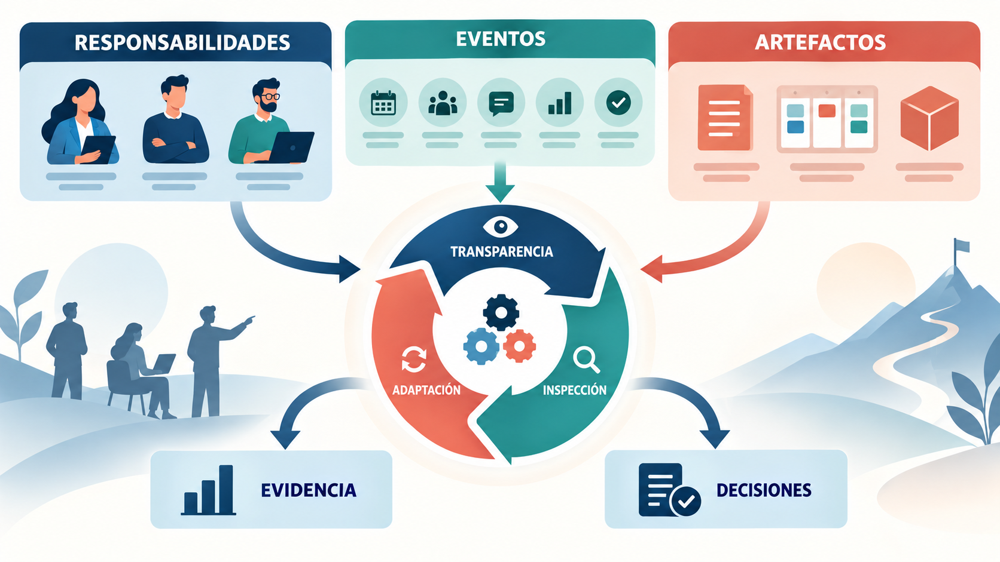 RESPONSABILIDADES
EVENTOS
ARTEFACTOS
TRANSPARENCIA
ADAPTACIÓN
INSPECCIÓN
EVIDENCIA
DECISIONES